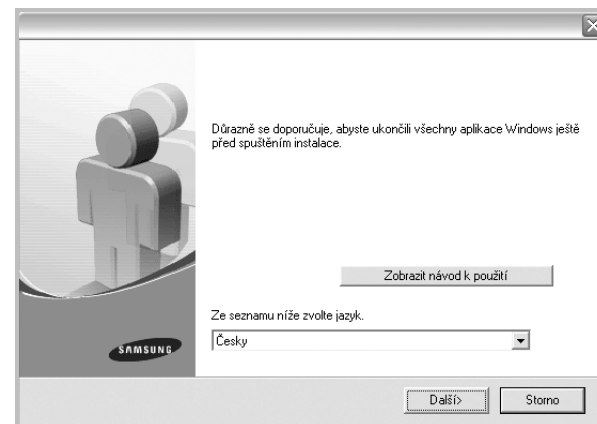 Důrazně se doporučuje, abyste ukončili všechny aplikace Windows ještě
před spuštěním instalace.
Zobrazit návod k použití
Ze seznamu níže zvolte jazyk.
Česky
SAMSUNG
Další>
Storno